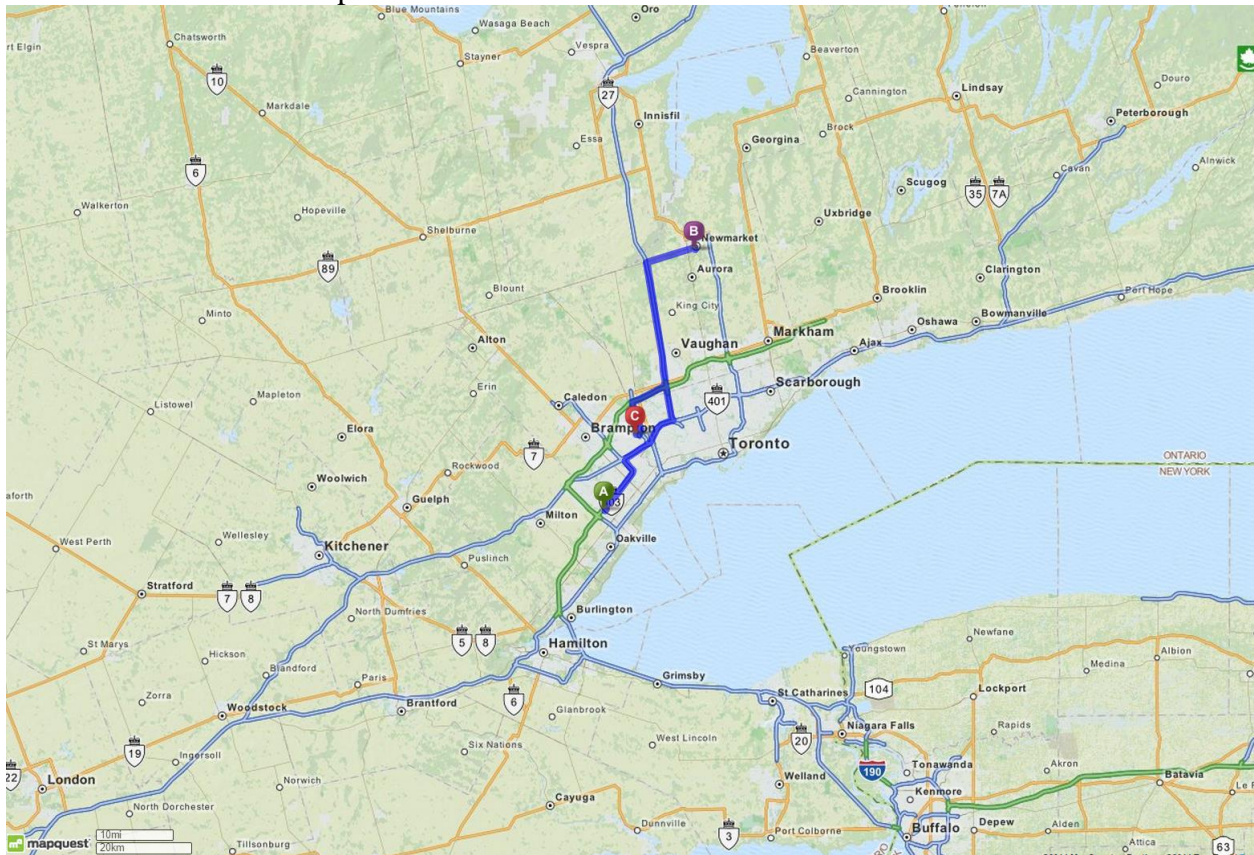 Blue Mountains
Wasaga Beach
Oro
Chatsworth
Vespra
Stayner
Beaverton
rt Elgin
10
27
Cannington
Lindsay
Douro
Markdale
Innisfil
Peterborough
Essa
Georgina
Brock
6
Cavan
Alnwick
Scugog
35
7A
Walkerton
Hopeville
Uxbridge
Shelburne
B
Newmarket
89
Aurora
Clarington
Blount
King City
Brooklin
Port Hope
Minto
Oshawa
Bowmanville
Markham
Alton
Vaughan
Ajax
Erin
Scarborough
Mapleton
Caledon
401
Listowel
C
Elora
Brampton
Toronto
7
ONTARIO
NEW YORK
Rockwood
Woolwich
A
aforth
Guelph
403
Milton
Wellesley
Oakville
West Perth
Kitchener
Puslinch
Stratford
7
8
North Dumfries
Burlington
St Marys
5
8
Hamilton
Newfane
Hickson
Youngstown
Albion
Blandford
Medina
Grimsby
Zorra
Paris
St Catharines
104
Lockport
Woodstock
Brantford
6
Glanbrook
Niagara Falls
Rapids
19
Six Nations
West Lincoln
20
Ingersoll
Tonawanda
Akron
22
London
Norwich
Welland
190
Kenmore
Batavia
Le R
North Dorchester
Cayuga
Dunnville
3
Port Colborne
Buffalo
Depew
Alden
Attica
63
mapquest
10mi
20km
Tillsonburg